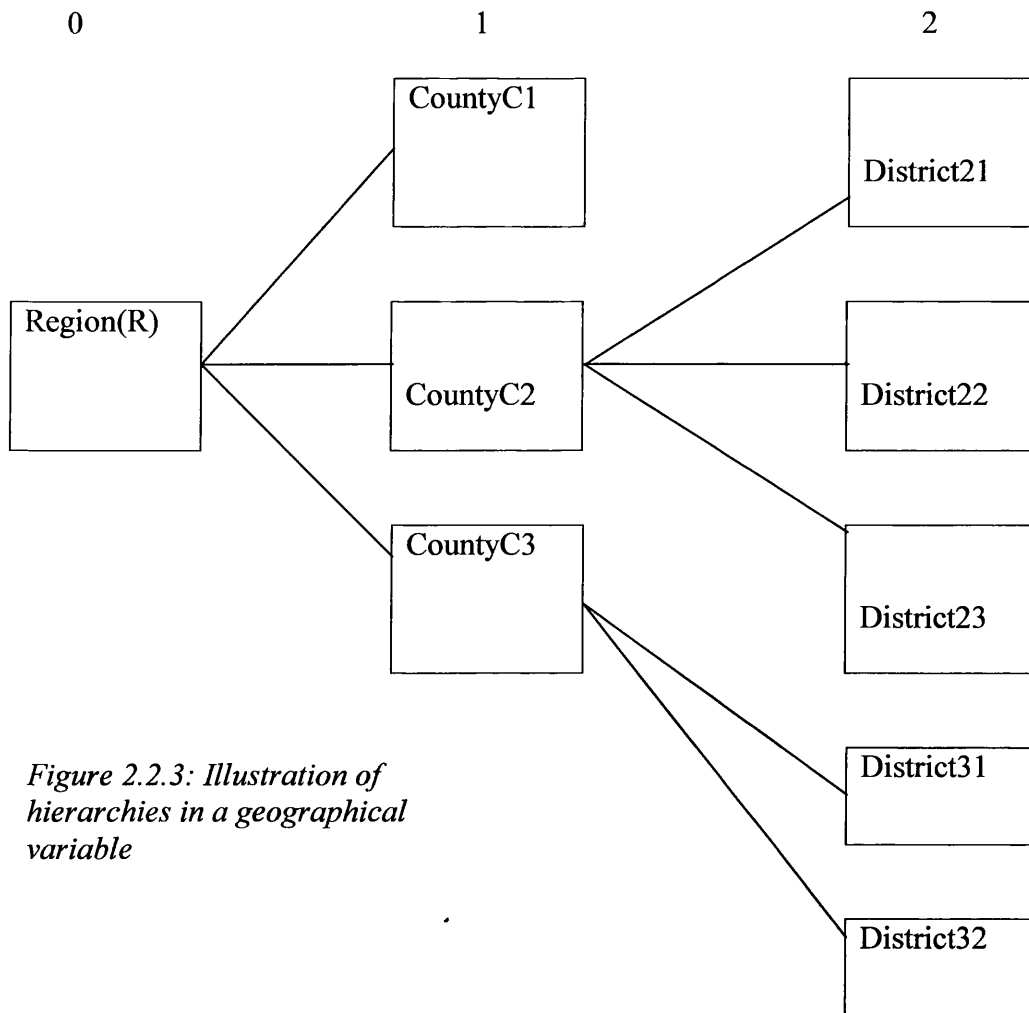 0 1 2
CountyC1
District21
Region(R)
CountyC2
District22
CountyC3
District23
District31
Figure 2.2.3: Illustration of
hierarchies in a geographical
variable
District32